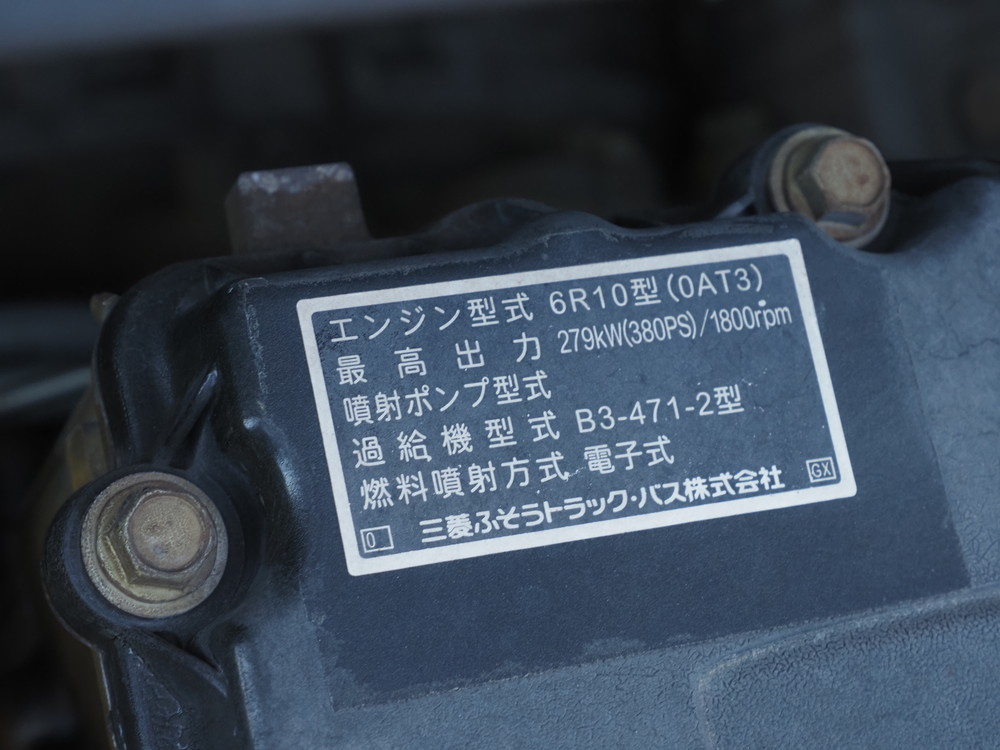 エンジン型式 6R10型(0AT3)
最高出力 279kW(380PS)/1800rpm
噴射ポンプ型式
過給機型式 B3-471-2型
燃料噴射方式 電子式
0 三菱ふそうトラック・バス株式会社 GX